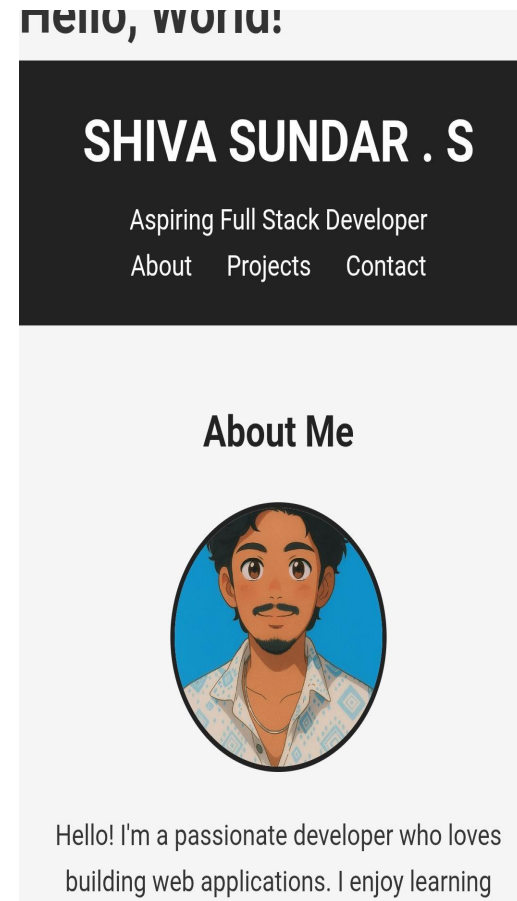 Hello, World!
SHIVA SUNDAR . S
Aspiring Full Stack Developer
About Projects Contact
About Me
Hello! I'm a passionate developer who loves
building web applications. I enjoy learning